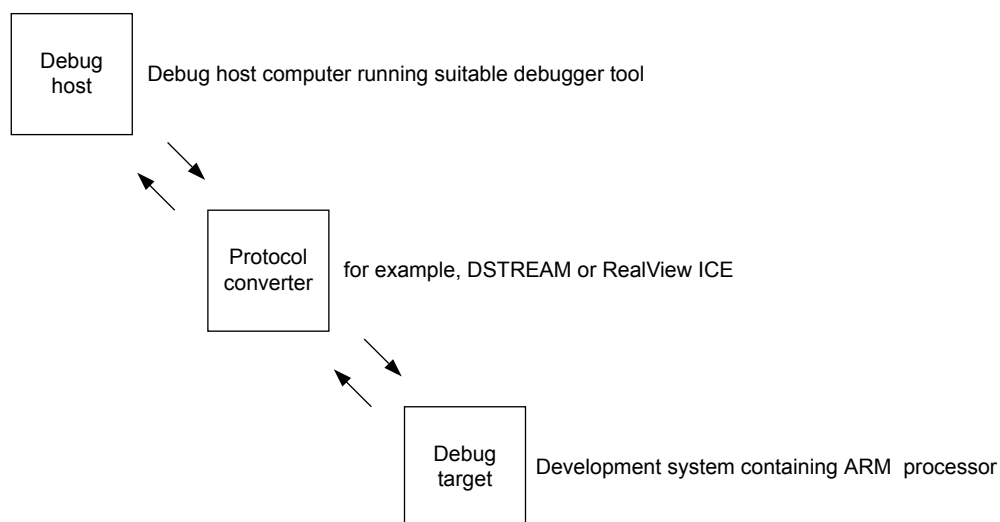 Debug
host
Debug host computer running suitable debugger tool
Protocol
converter
for example, DSTREAM or RealView ICE
Debug
target
Development system containing ARM processor